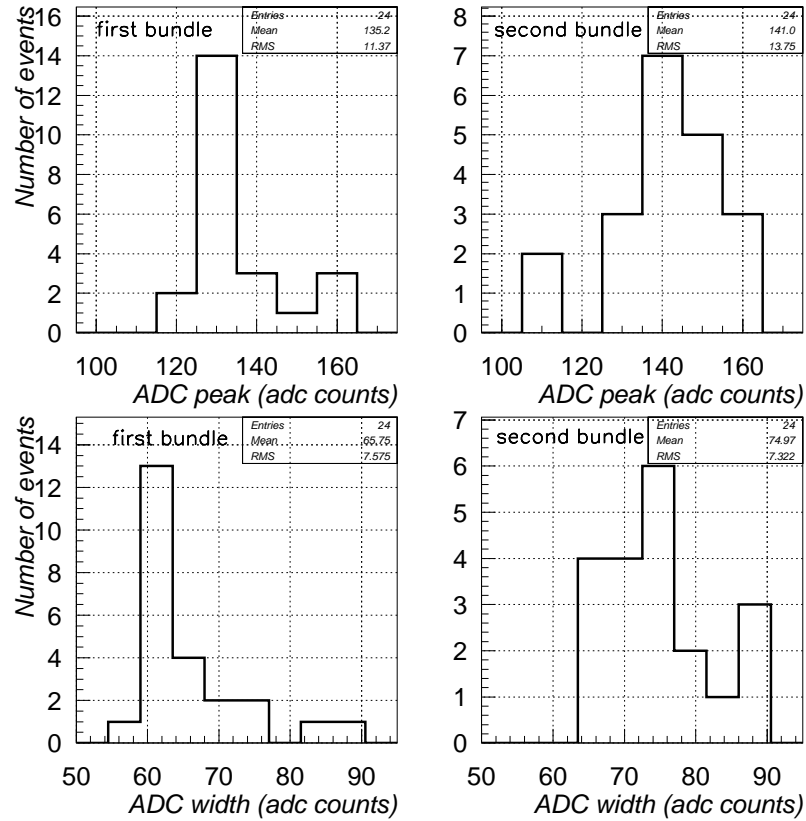 Number of events
16
14
12
10
8
6
4
2
0
first bundle
Entries 24
Mean 135.2
RMS 11.37
100 120 140 160
ADC peak (adc counts)
8
7
6
5
4
3
2
1
0
second bundle
Entries 24
Mean 141.0
RMS 13.75
100 120 140 160
ADC peak (adc counts)
Number of events
14
12
10
8
6
4
2
0
first bundle
Entries 24
Mean 65.75
RMS 7.575
50 60 70 80 90
ADC width (adc counts)
7
6
5
4
3
2
1
0
second bundle
Entries 24
Mean 74.97
RMS 7.322
50 60 70 80 90
ADC width (adc counts)